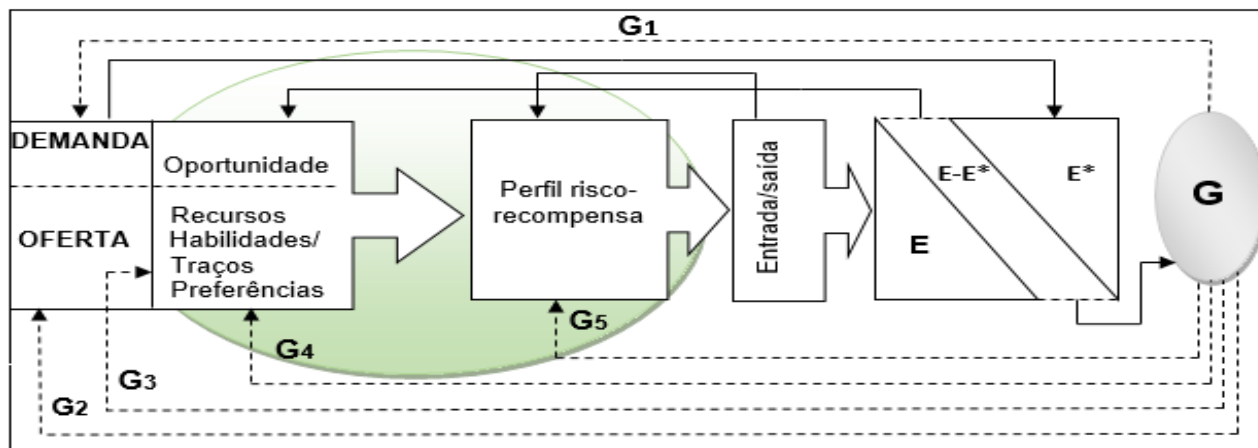 G1
DEMANDA
Oportunidade
OFERTA
Recursos
Habilidades/
Traços
Preferências
Perfil risco-
recompensa
Entrada/saída
E
E-E*
E*
G
G5
G4
G3
G2